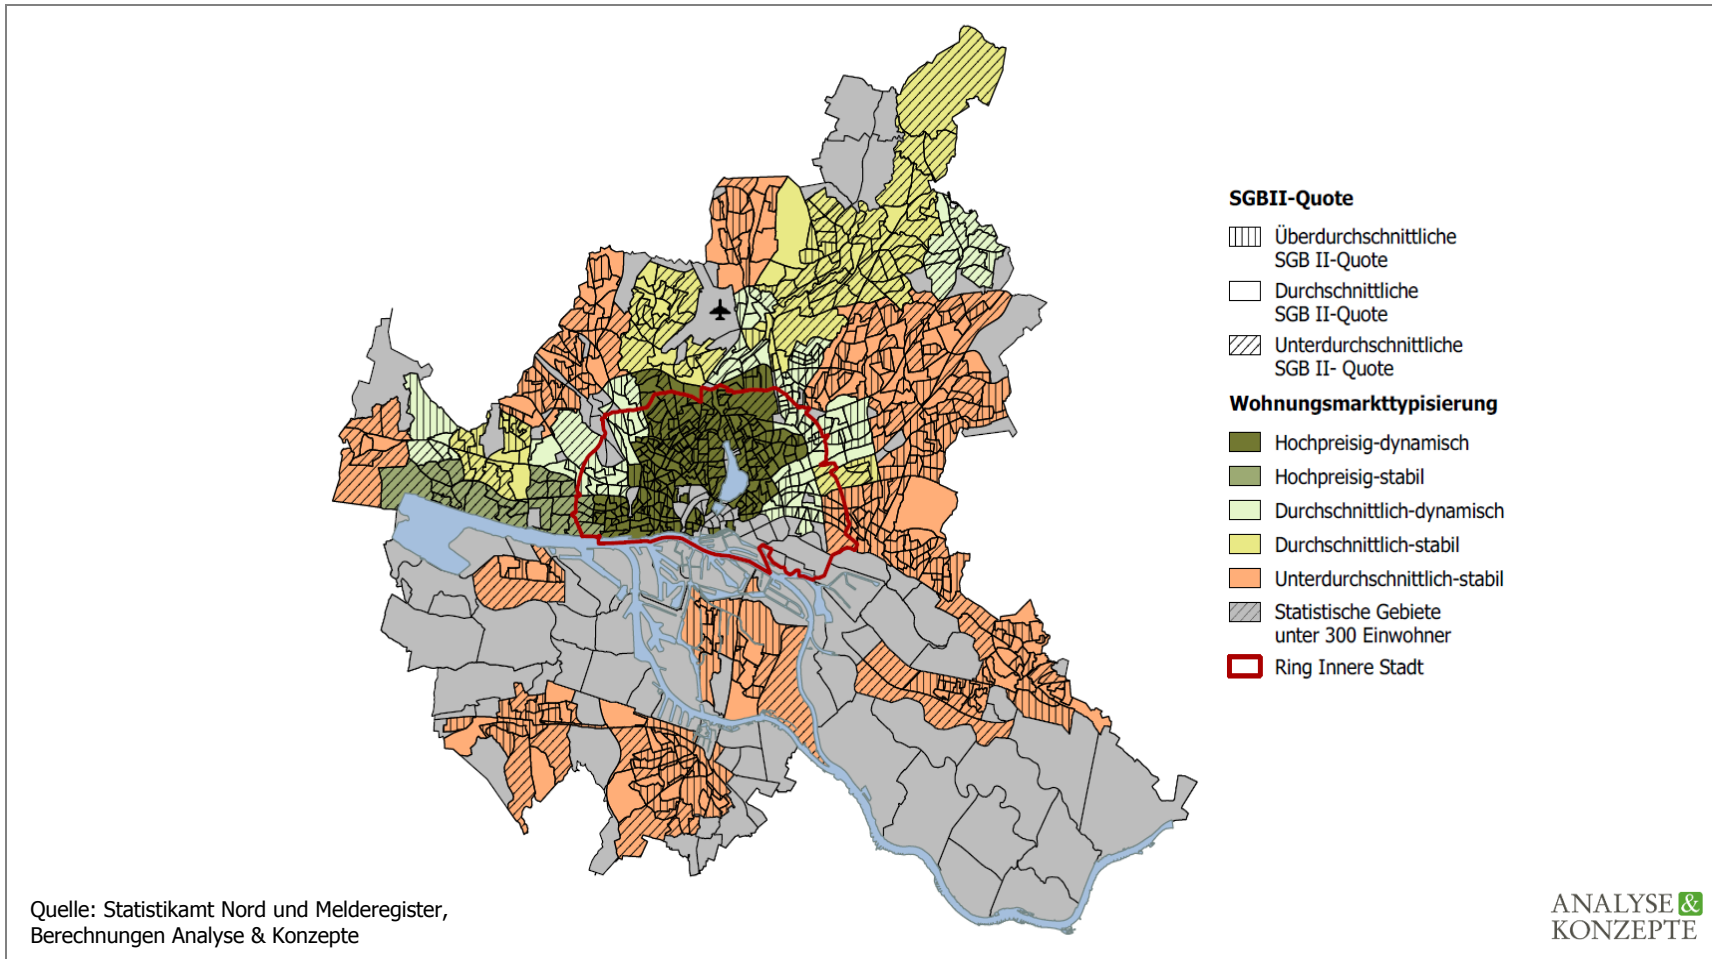 SGBII-Quote
Überdurchschnittliche
SGB II-Quote
Durchschnittliche
SGB II-Quote
Unterdurchschnittliche
SGB II- Quote
Wohnungsmarkttypisierung
Hochpreisig-dynamisch
Hochpreisig-stabil
Durchschnittlich-dynamisch
Durchschnittlich-stabil
Unterdurchschnittlich-stabil
Statistische Gebiete
unter 300 Einwohner
Ring Innere Stadt
Quelle: Statistikamt Nord und Melderegister,
Berechnungen Analyse & Konzepte
ANALYSE &
KONZEPTE